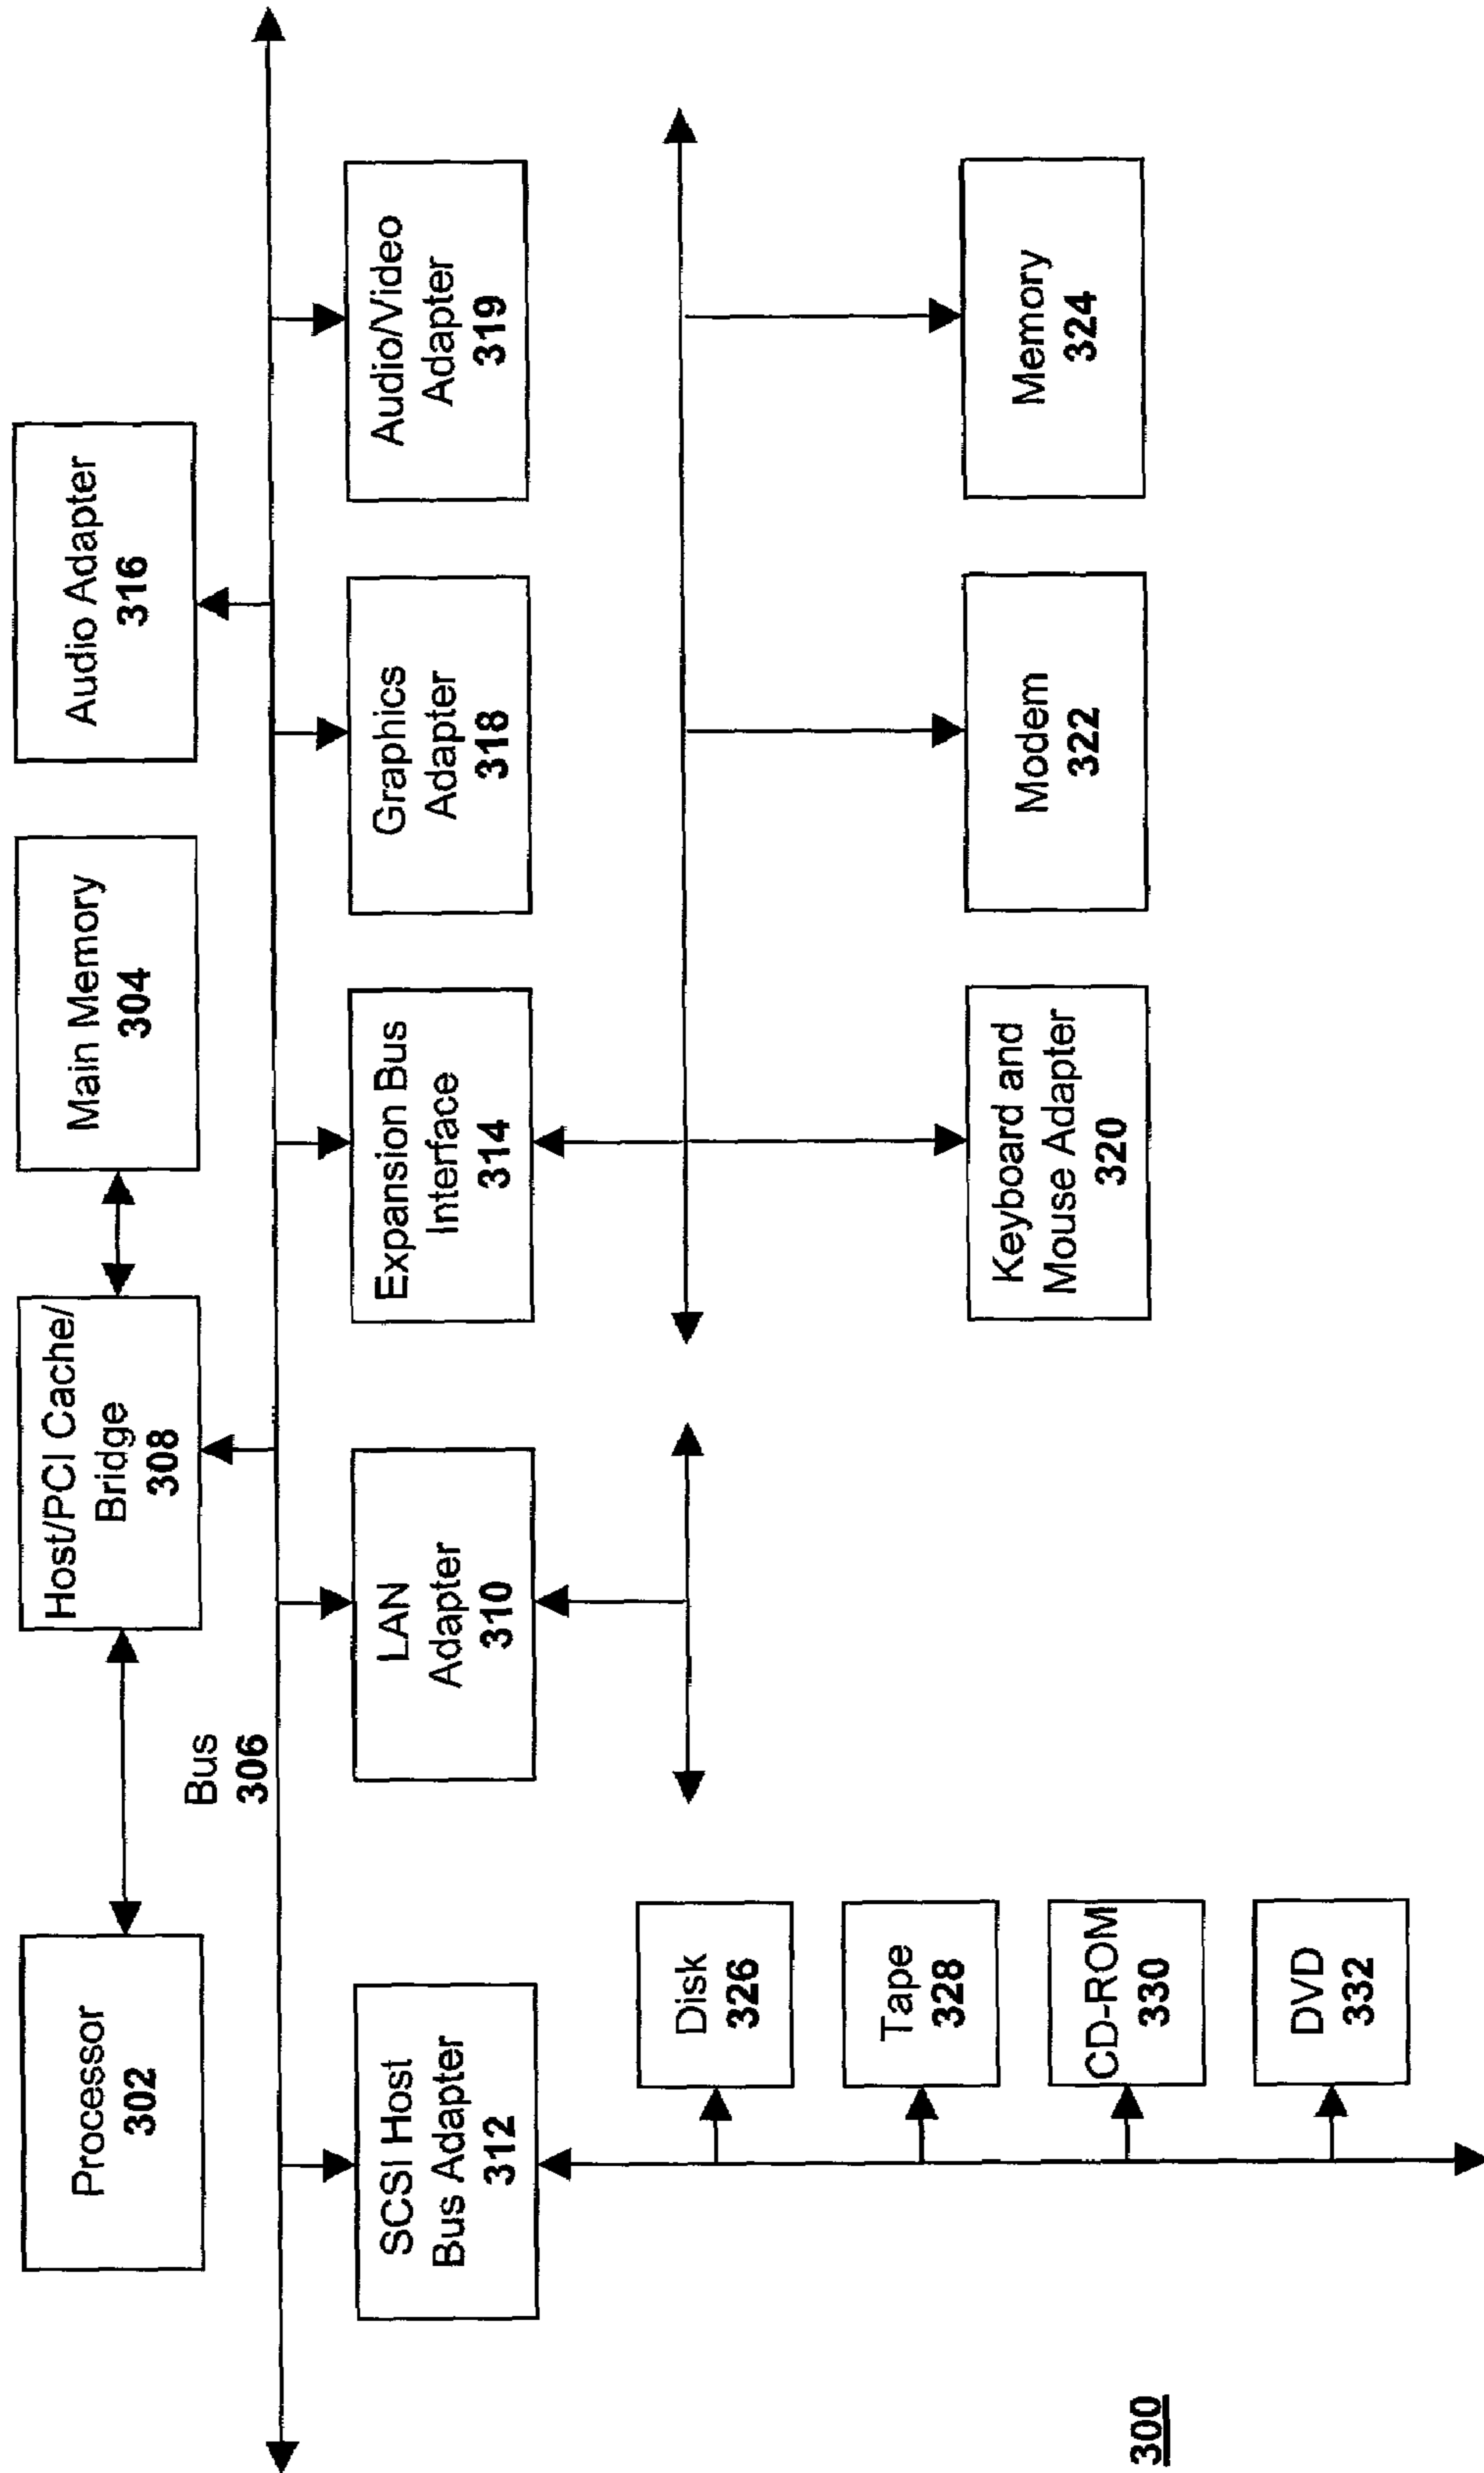 Processor
302
Host/PCI Cache/
Bridge
308
Main Memory
304
Audio Adapter
316
Bus
306
SCSI Host
Bus Adapter
312
LAN
Adapter
310
Expansion Bus
Interface
314
Graphics
Adapter
318
Audio/Video
Adapter
319
Disk
326
Tape
328
CD-ROM
330
DVD
332
Keyboard and
Mouse Adapter
320
Modem
322
Memory
324
300